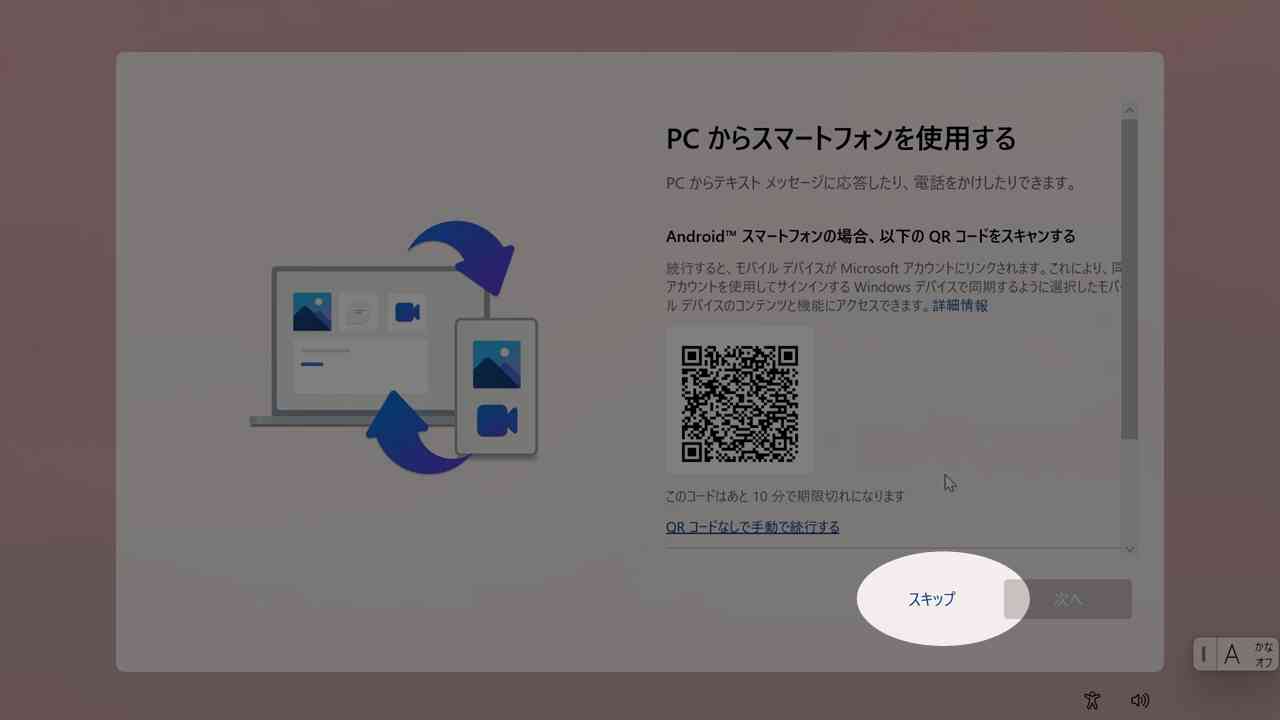 PC からスマートフォンを使用する
PC からテキスト メッセージに応答したり、電話をかけしたりできます。
Android™ スマートフォンの場合、以下の QR コードをスキャンする
続行すると、モバイル デバイスが Microsoft アカウントにリンクされます。これにより、同
アカウントを使用してサインインする Windows デバイスで同期するように選択したモバ
ル デバイスのコンテンツと機能にアクセスできます。詳細情報
このコードはあと 10 分で期限切れになります
QR コードなしで手動で続行する
スキップ
次へ
A
かな
オフ